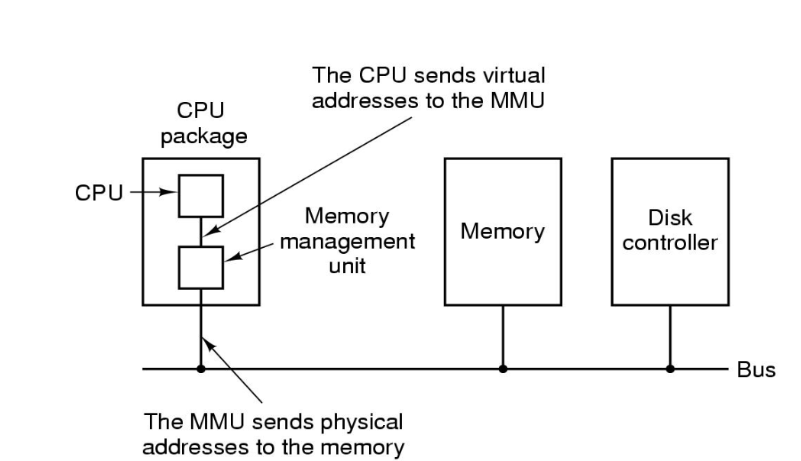 The CPU sends virtual
addresses to the MMU
CPU
package
CPU
Memory
management
unit
Memory
Disk
controller
Bus
The MMU sends physical
addresses to the memory